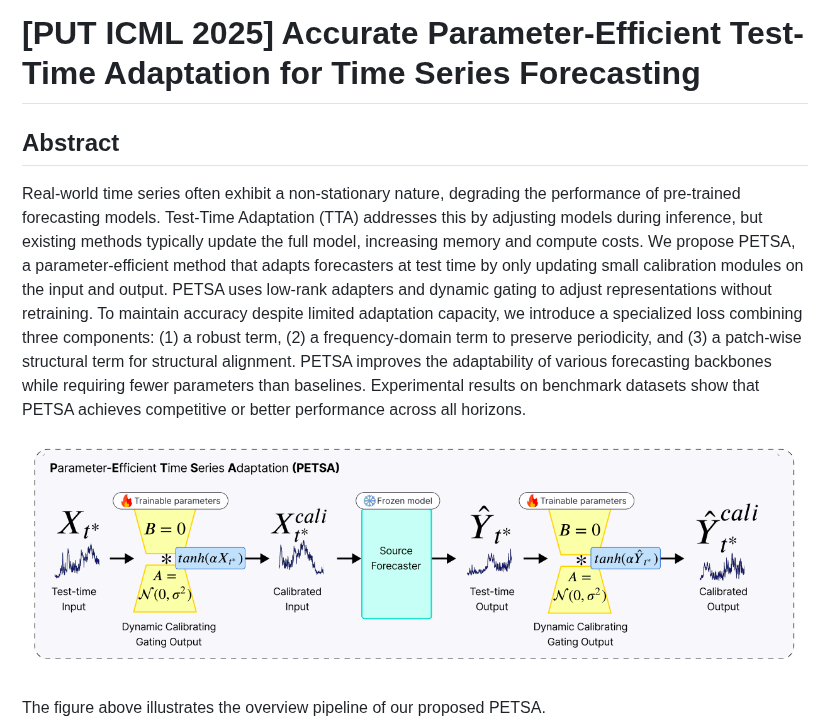 [PUT ICML 2025] Accurate Parameter-Efficient Test-
Time Adaptation for Time Series Forecasting
Abstract
Real-world time series often exhibit a non-stationary nature, degrading the performance of pre-trained
forecasting models. Test-Time Adaptation (TTA) addresses this by adjusting models during inference, but
existing methods typically update the full model, increasing memory and compute costs. We propose PETSA,
a parameter-efficient method that adapts forecasters at test time by only updating small calibration modules on
the input and output. PETSA uses low-rank adapters and dynamic gating to adjust representations without
retraining. To maintain accuracy despite limited adaptation capacity, we introduce a specialized loss combining
three components: (1) a robust term, (2) a frequency-domain term to preserve periodicity, and (3) a patch-wise
structural term for structural alignment. PETSA improves the adaptability of various forecasting backbones
while requiring fewer parameters than baselines. Experimental results on benchmark datasets show that
PETSA achieves competitive or better performance across all horizons.
Parameter-Efficient Time Series Adaptation (PETSA)
X_{t*}
Test-time
Input
Trainable parameters
B = 0
* tanh(αX_{t*})
A =
𝒩(0, σ²)
Dynamic Calibrating
Gating Output
X_{t*}^{cali}
Calibrated
Input
Frozen model
Source
Forecaster
Ŷ_{t*}
Test-time
Output
Trainable parameters
B = 0
* tanh(αŶ_{t*})
A =
𝒩(0, σ²)
Dynamic Calibrating
Gating Output
Ŷ_{t*}^{cali}
Calibrated
Output
The figure above illustrates the overview pipeline of our proposed PETSA.